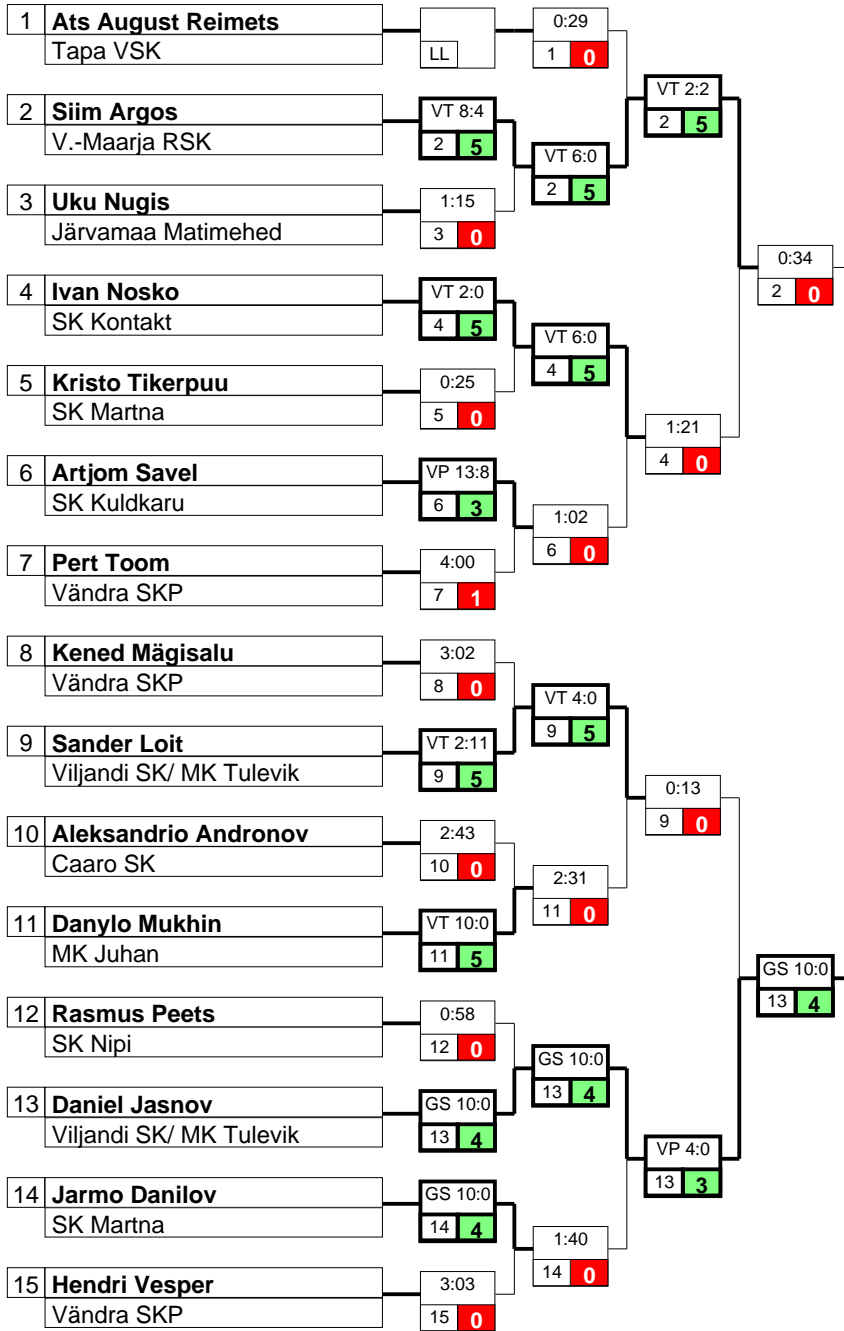 1 Ats August Reimets
Tapa VSK
LL
0:29
1 0
2 Siim Argos
V.-Maarja RSK
VT 8:4
2 5
VT 6:0
2 5
VT 2:2
2 5
3 Uku Nugis
Järvamaa Matimehed
1:15
3 0
0:34
2 0
4 Ivan Nosko
SK Kontakt
VT 2:0
4 5
VT 6:0
4 5
5 Kristo Tikerpuu
SK Martna
0:25
5 0
1:21
4 0
6 Artjom Savel
SK Kuldkaru
VP 13:8
6 3
1:02
6 0
7 Pert Toom
Vändra SKP
4:00
7 1
8 Kened Mägisalu
Vändra SKP
3:02
8 0
VT 4:0
9 5
9 Sander Loit
Viljandi SK/ MK Tulevik
VT 2:11
9 5
0:13
9 0
10 Aleksandrio Andronov
Caaro SK
2:43
10 0
2:31
11 0
11 Danylo Mukhin
MK Juhan
VT 10:0
11 5
GS 10:0
13 4
12 Rasmus Peets
SK Nipi
0:58
12 0
GS 10:0
13 4
13 Daniel Jasnov
Viljandi SK/ MK Tulevik
GS 10:0
13 4
VP 4:0
13 3
14 Jarmo Danilov
SK Martna
GS 10:0
14 4
1:40
14 0
15 Hendri Vesper
Vändra SKP
3:03
15 0